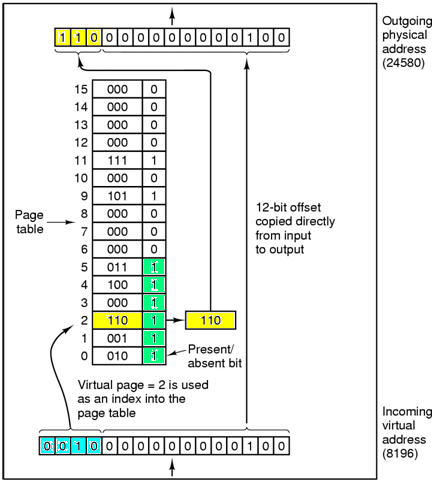 1 1 0 0 0 0 0 0 0 0 0 0 1 0 0
Outgoing
physical
address
(24580)
15 000 0
14 000 0
13 000 0
12 000 0
11 111 1
10 000 0
9 101 1
8 000 0
7 000 0
6 000 0
5 011 1
4 100 1
3 000 1
2 110 1 110
1 001 1
0 010 1
Page
table
12-bit offset
copied directly
from input
to output
Present/
absent bit
Virtual page = 2 is used
as an index into the
page table
Incoming
virtual
address
(8196)
0 0 1 0 0 0 0 0 0 0 0 0 0 1 0 0